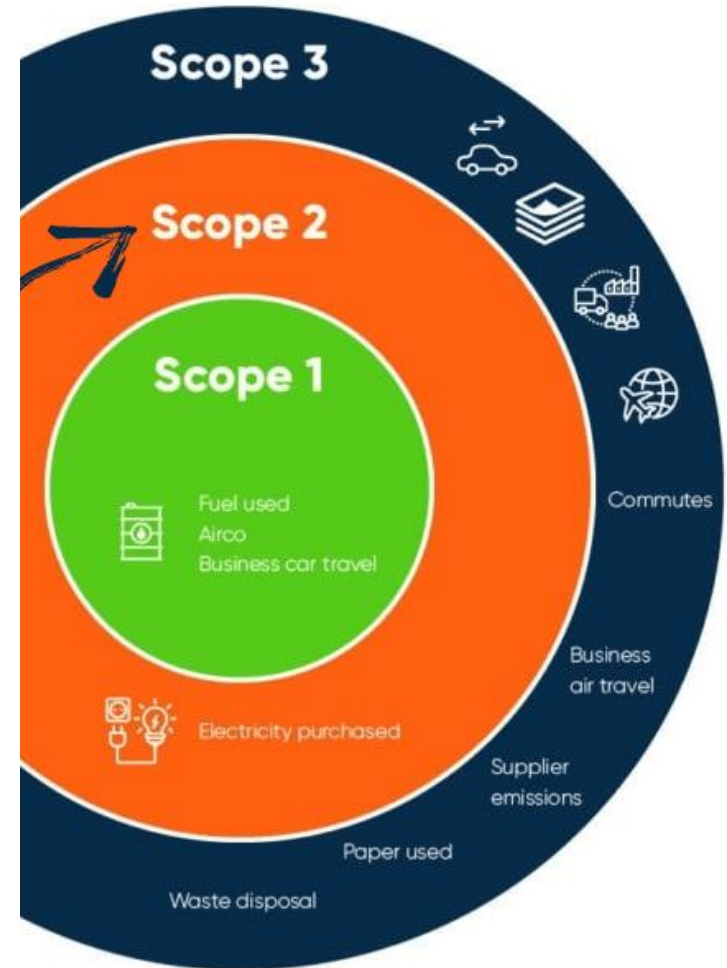 Scope 3
Scope 2
Scope 1
Fuel used
Airco
Business car travel
Commutes
Business
air travel
Electricity purchased
Supplier
emissions
Paper used
Waste disposal